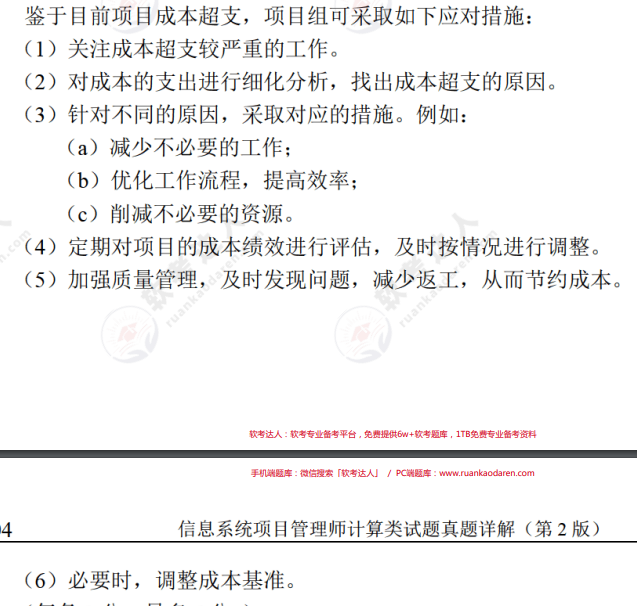 鉴于目前项目成本超支，项目组可采取如下应对措施：
（1）关注成本超支较严重的工作。
（2）对成本的支出进行细化分析，找出成本超支的原因。
（3）针对不同的原因，采取对应的措施。例如：
（a）减少不必要的工作；
（b）优化工作流程，提高效率；
（c）削减不必要的资源。
（4）定期对项目的成本绩效进行评估，及时按情况进行调整。
（5）加强质量管理，及时发现问题，减少返工，从而节约成本。
软考达人
ruankaodaren.com
软考达人
ruankaodaren.com
软考达人：软考专业备考平台，免费提供6w+软考题库，1TB免费专业备考资料
手机端题库：微信搜索「软考达人」 / PC端题库：www.ruankaodaren.com
04 信息系统项目管理师计算类试题真题详解（第 2 版）
（6）必要时，调整成本基准。